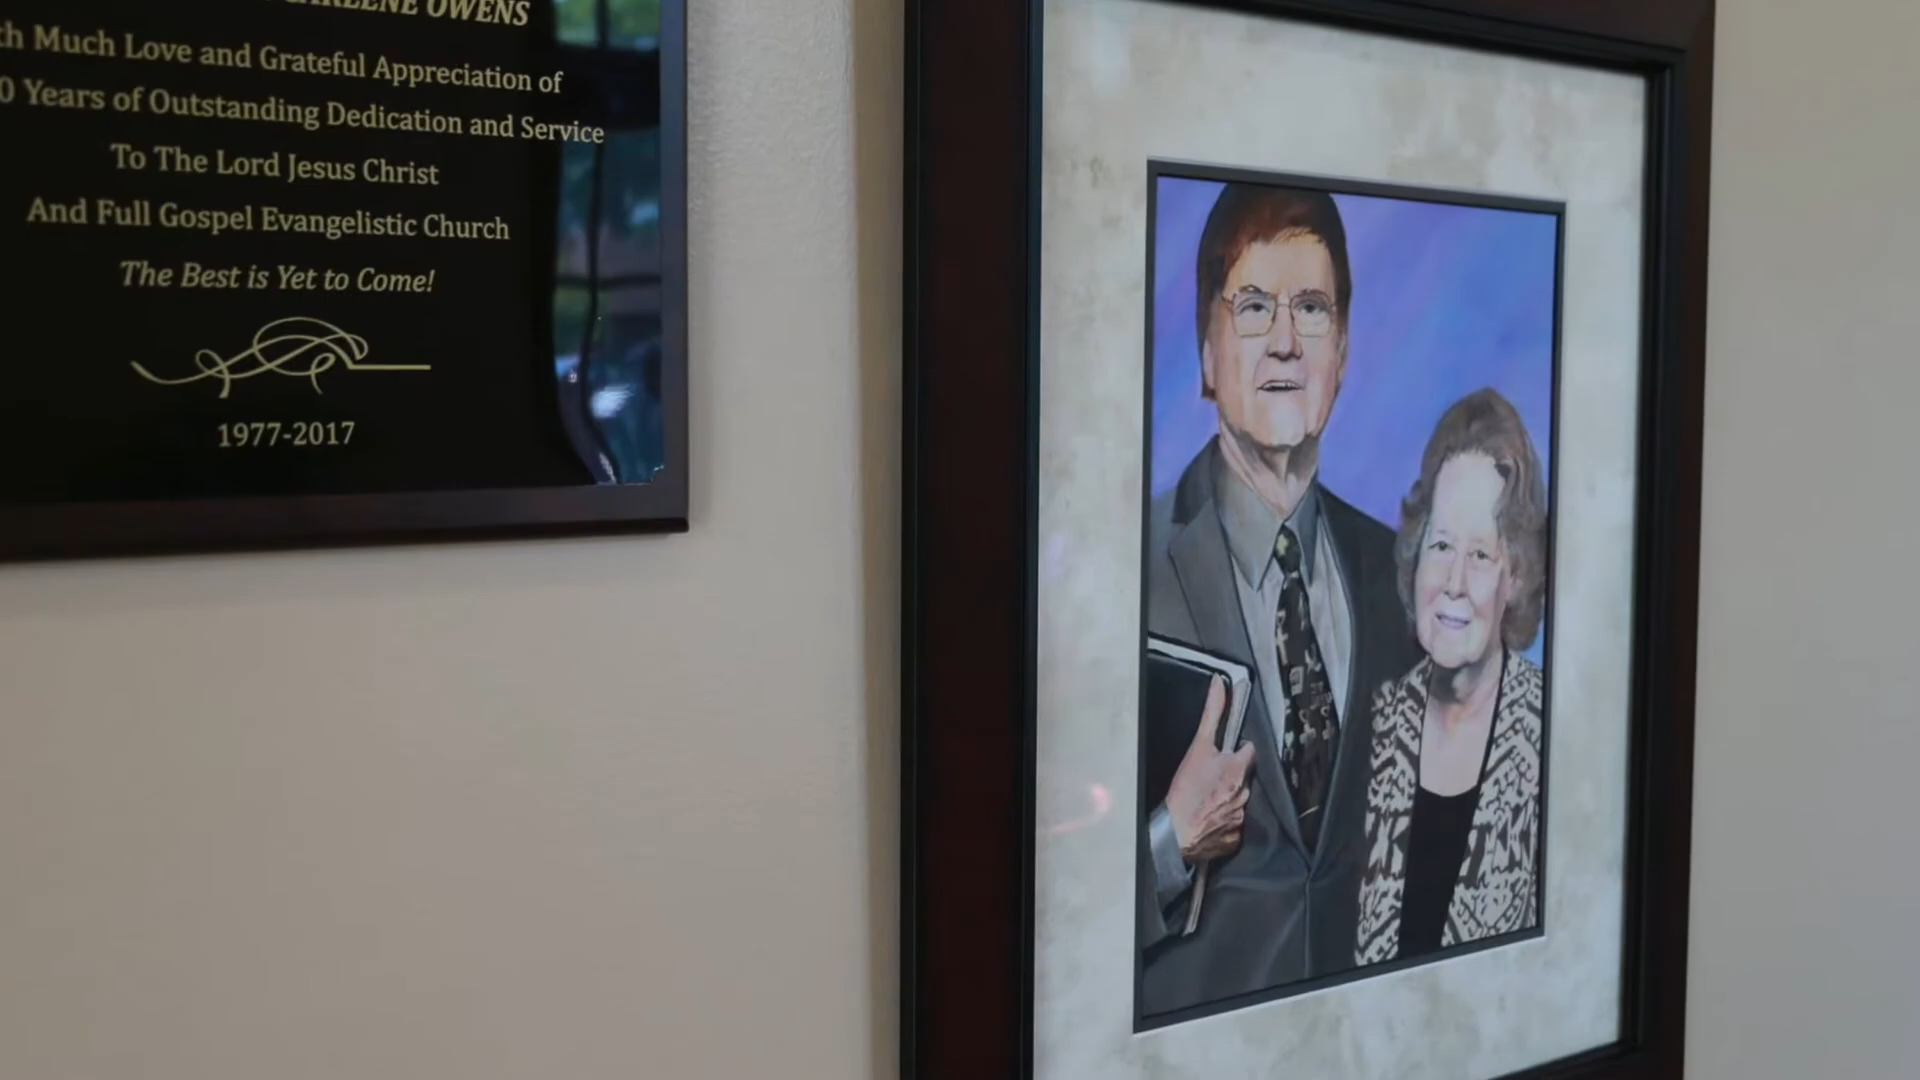 OWENS
Much Love and Grateful Appreciation of
Years of Outstanding Dedication and Service
To The Lord Jesus Christ
And Full Gospel Evangelistic Church
The Best is Yet to Come!
1977-2017